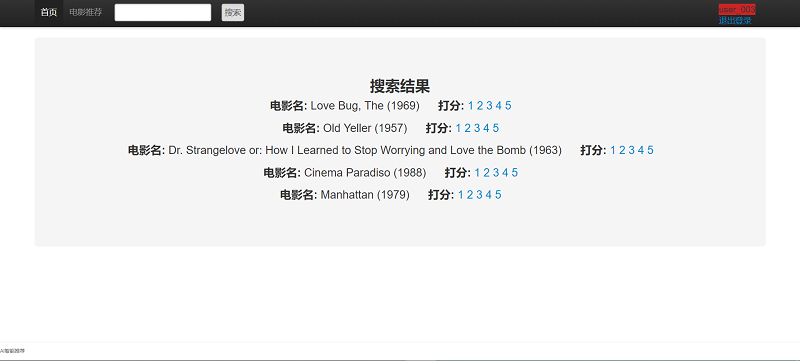 首页 电影推荐 搜索 user_003
退出登录
搜索结果
电影名: Love Bug, The (1969) 打分: 1 2 3 4 5
电影名: Old Yeller (1957) 打分: 1 2 3 4 5
电影名: Dr. Strangelove or: How I Learned to Stop Worrying and Love the Bomb (1963) 打分: 1 2 3 4 5
电影名: Cinema Paradiso (1988) 打分: 1 2 3 4 5
电影名: Manhattan (1979) 打分: 1 2 3 4 5
AI智能推荐